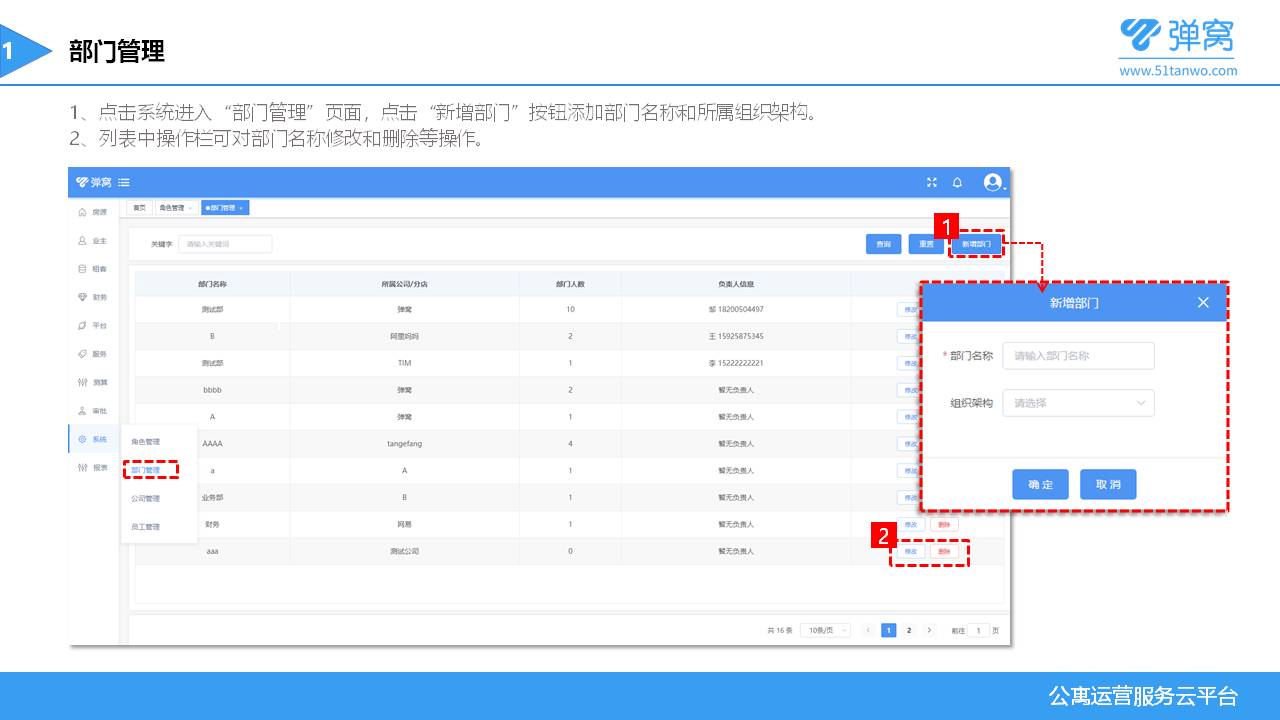 1
部门管理
弹窝
www.51tanwo.com
1、点击系统进入“部门管理”页面，点击“新增部门”按钮添加部门名称和所属组织架构。
2、列表中操作栏可对部门名称修改和删除等操作。
弹窝
房源
业主
租客
财务
平台
服务
测算
审批
系统
报表
首页 角色管理 部门管理
角色管理
部门管理
公司管理
员工管理
关键字 请输入关键词 查询 重置 新增部门
1
部门名称 所属公司/分店 部门人数 负责人信息
测试部 弹窝 10 邹 18200504497 修改
B 阿里妈妈 2 王 15925875345 修改
测试部 TIM 1 李 15222222221 修改
bbbb 弹窝 2 暂无负责人 修改
A 弹窝 1 暂无负责人 修改
AAAA tangefang 4 暂无负责人 修改
a A 1 暂无负责人 修改
业务部 B 1 暂无负责人 修改
财务 网易 1 暂无负责人 修改 删除
2
aaa 测试公司 0 暂无负责人 修改 删除
共 16 条 10条/页 1 2 前往 1 页
新增部门
* 部门名称 请输入部门名称
组织架构 请选择
确 定 取 消
公寓运营服务云平台